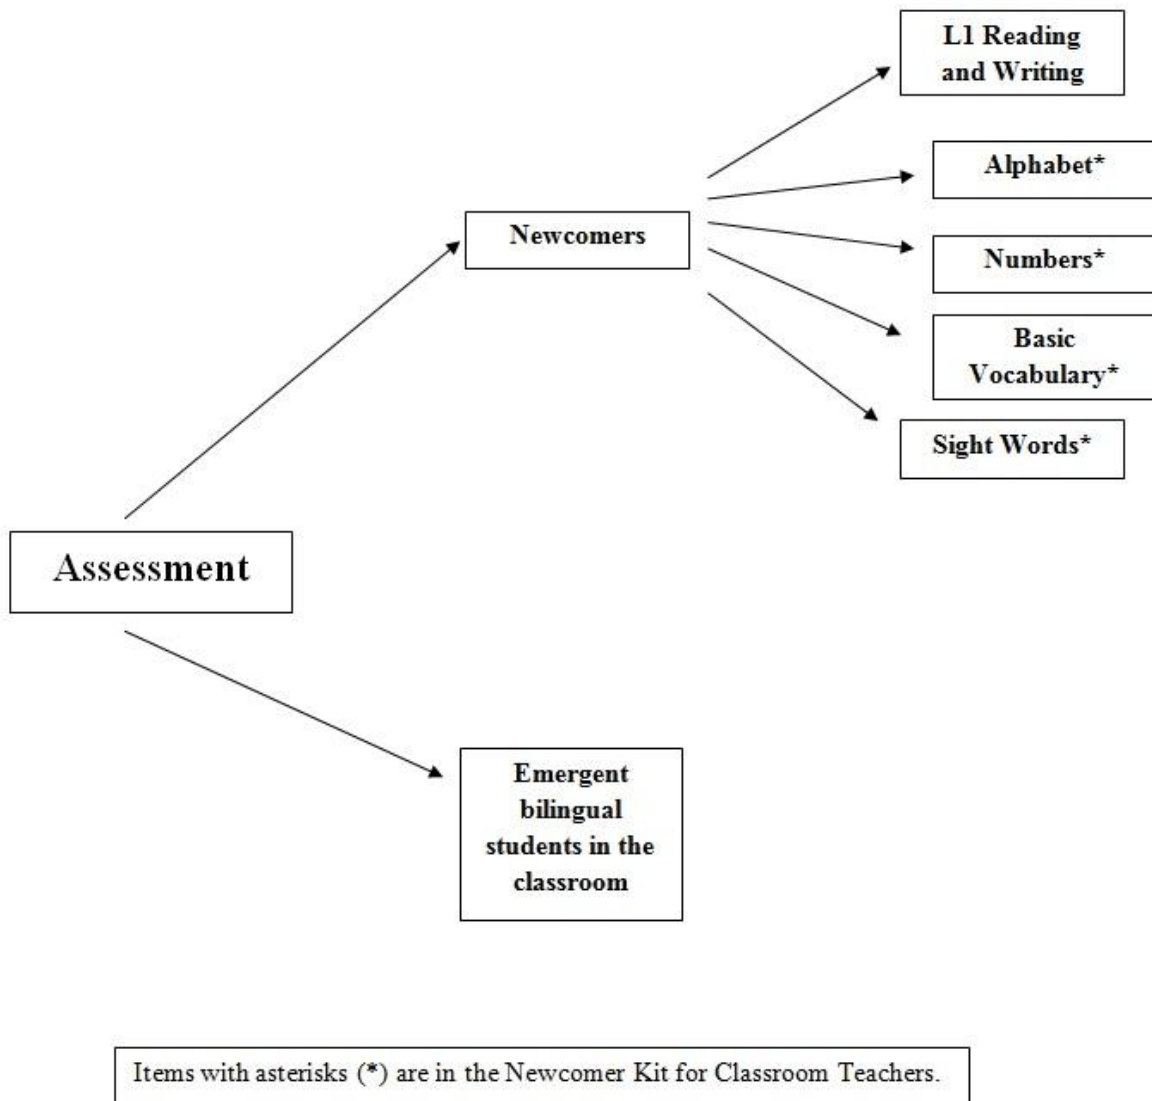 L1 Reading
and Writing
Alphabet*
Newcomers
Numbers*
Basic
Vocabulary*
Sight Words*
Assessment
Emergent
bilingual
students in the
classroom
Items with asterisks (*) are in the Newcomer Kit for Classroom Teachers.